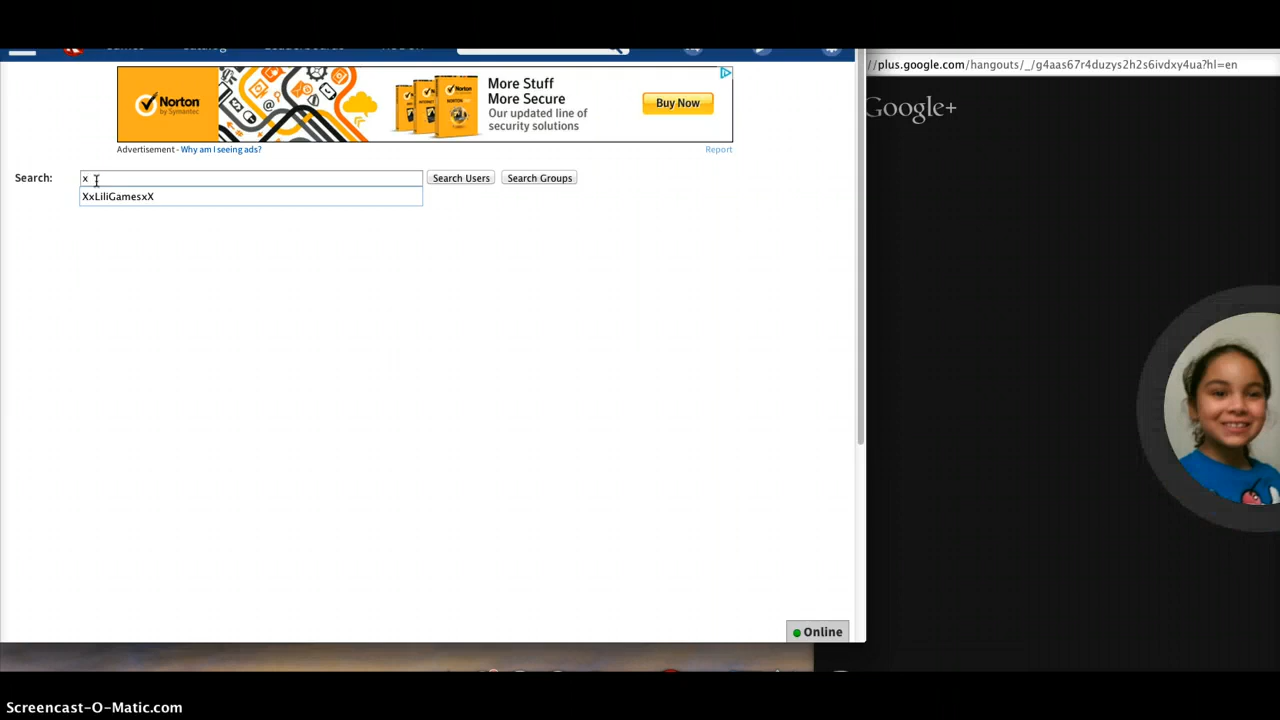 //plus.google.com/hangouts/_/g4aas67r4duzys2h2s6ivdxy4ua?hl=en
Google+
Norton
by Symantec
More Stuff
More Secure
Our updated line of
security solutions
Buy Now
Advertisement - Why am I seeing ads?
Report
Search:
x
Search Users
Search Groups
XxLiliGamesxX
Online
Screencast-O-Matic.com